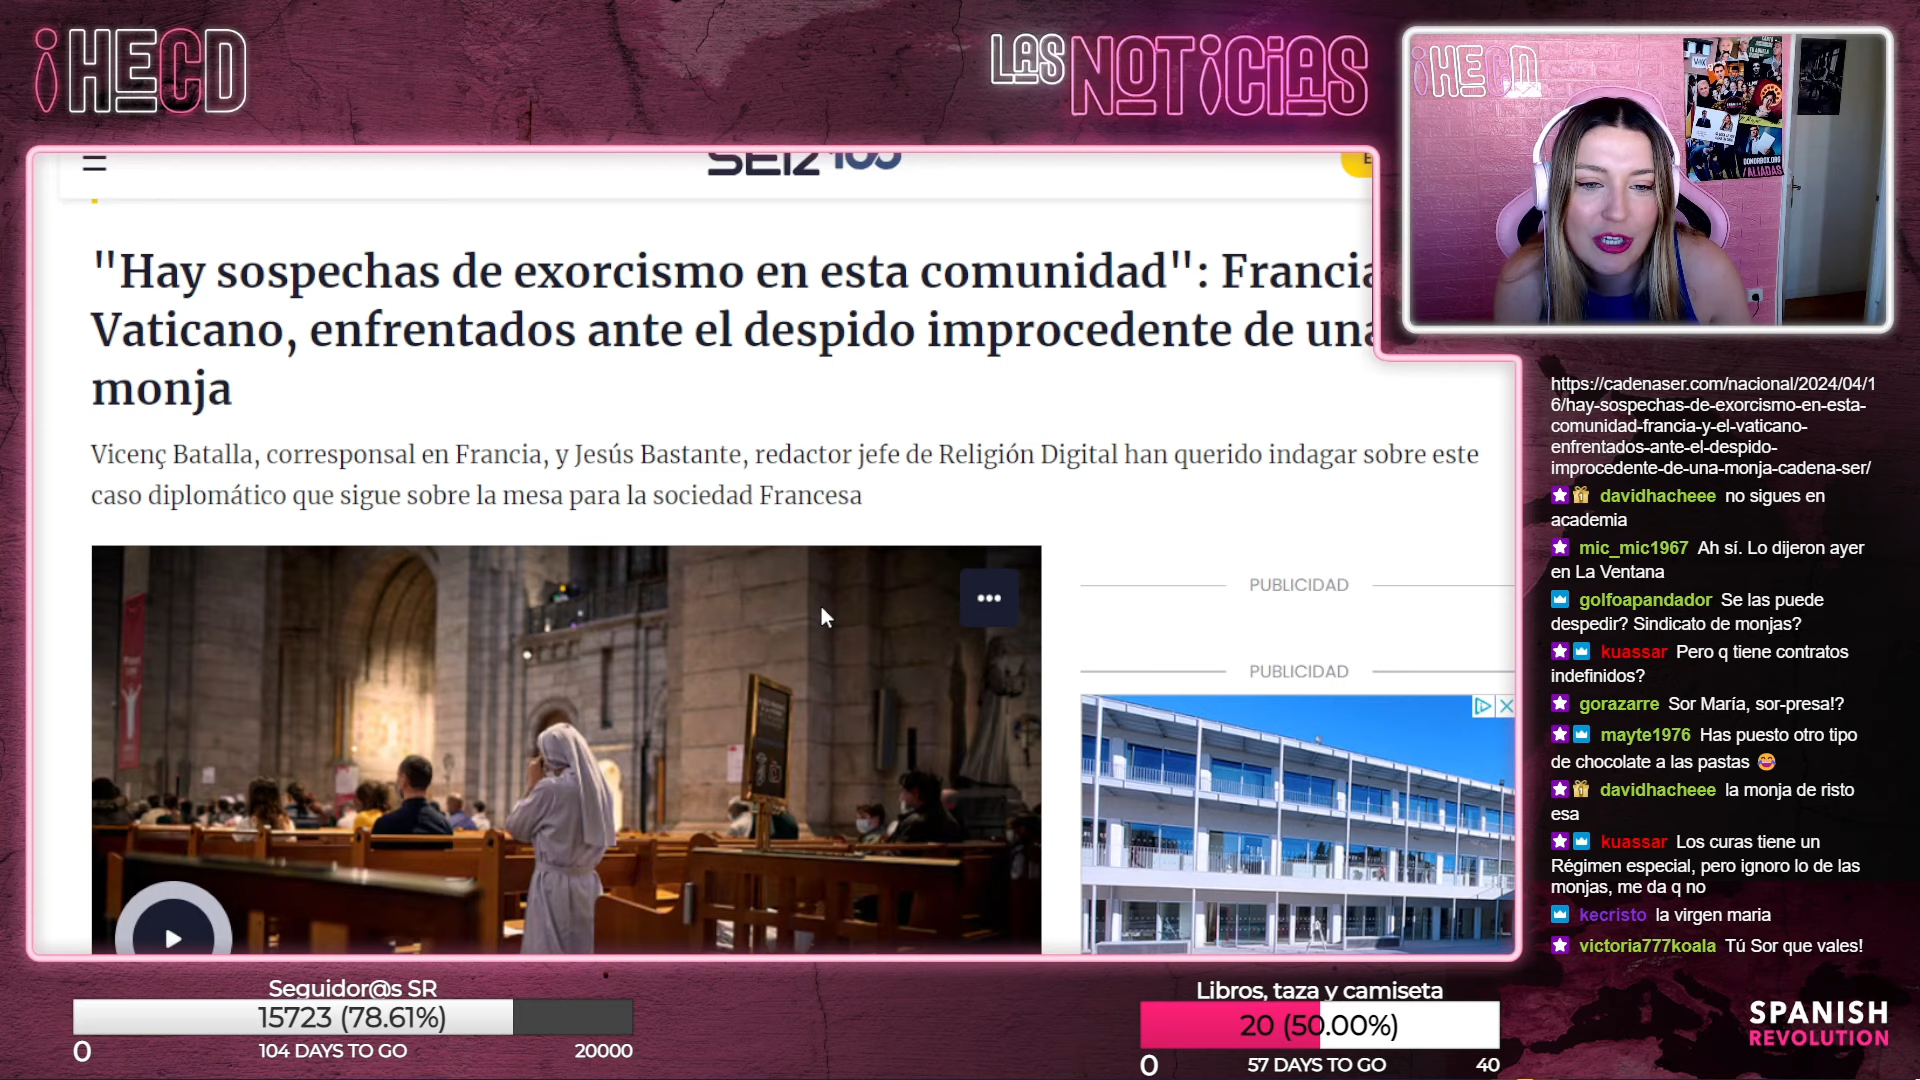 ¡HECD
LAS NOTICIAS
¡HECD
DONORBOX.ORG
/ALIADAS
"Hay sospechas de exorcismo en esta comunidad": Francia
Vaticano, enfrentados ante el despido improcedente de una
monja
Vicenç Batalla, corresponsal en Francia, y Jesús Bastante, redactor jefe de Religión Digital han querido indagar sobre este
caso diplomático que sigue sobre la mesa para la sociedad Francesa
PUBLICIDAD
PUBLICIDAD
https://cadenaser.com/nacional/2024/04/1
6/hay-sospechas-de-exorcismo-en-esta-
comunidad-francia-y-el-vaticano-
enfrentados-ante-el-despido-
improcedente-de-una-monja-cadena-ser/
davidhacheee no sigues en
academia
mic_mic1967 Ah sí. Lo dijeron ayer
en La Ventana
golfoapandador Se las puede
despedir? Sindicato de monjas?
kuassar Pero q tiene contratos
indefinidos?
gorazarre Sor María, sor-presa!?
mayte1976 Has puesto otro tipo
de chocolate a las pastas 😂
davidhacheee la monja de risto
esa
kuassar Los curas tiene un
Régimen especial, pero ignoro lo de las
monjas, me da q no
kecristo la virgen maria
victoria777koala Tú Sor que vales!
Seguidor@s SR
15723 (78.61%)
0 104 DAYS TO GO 20000
Libros, taza y camiseta
20 (50.00%)
0 57 DAYS TO GO 40
SPANISH
REVOLUTION